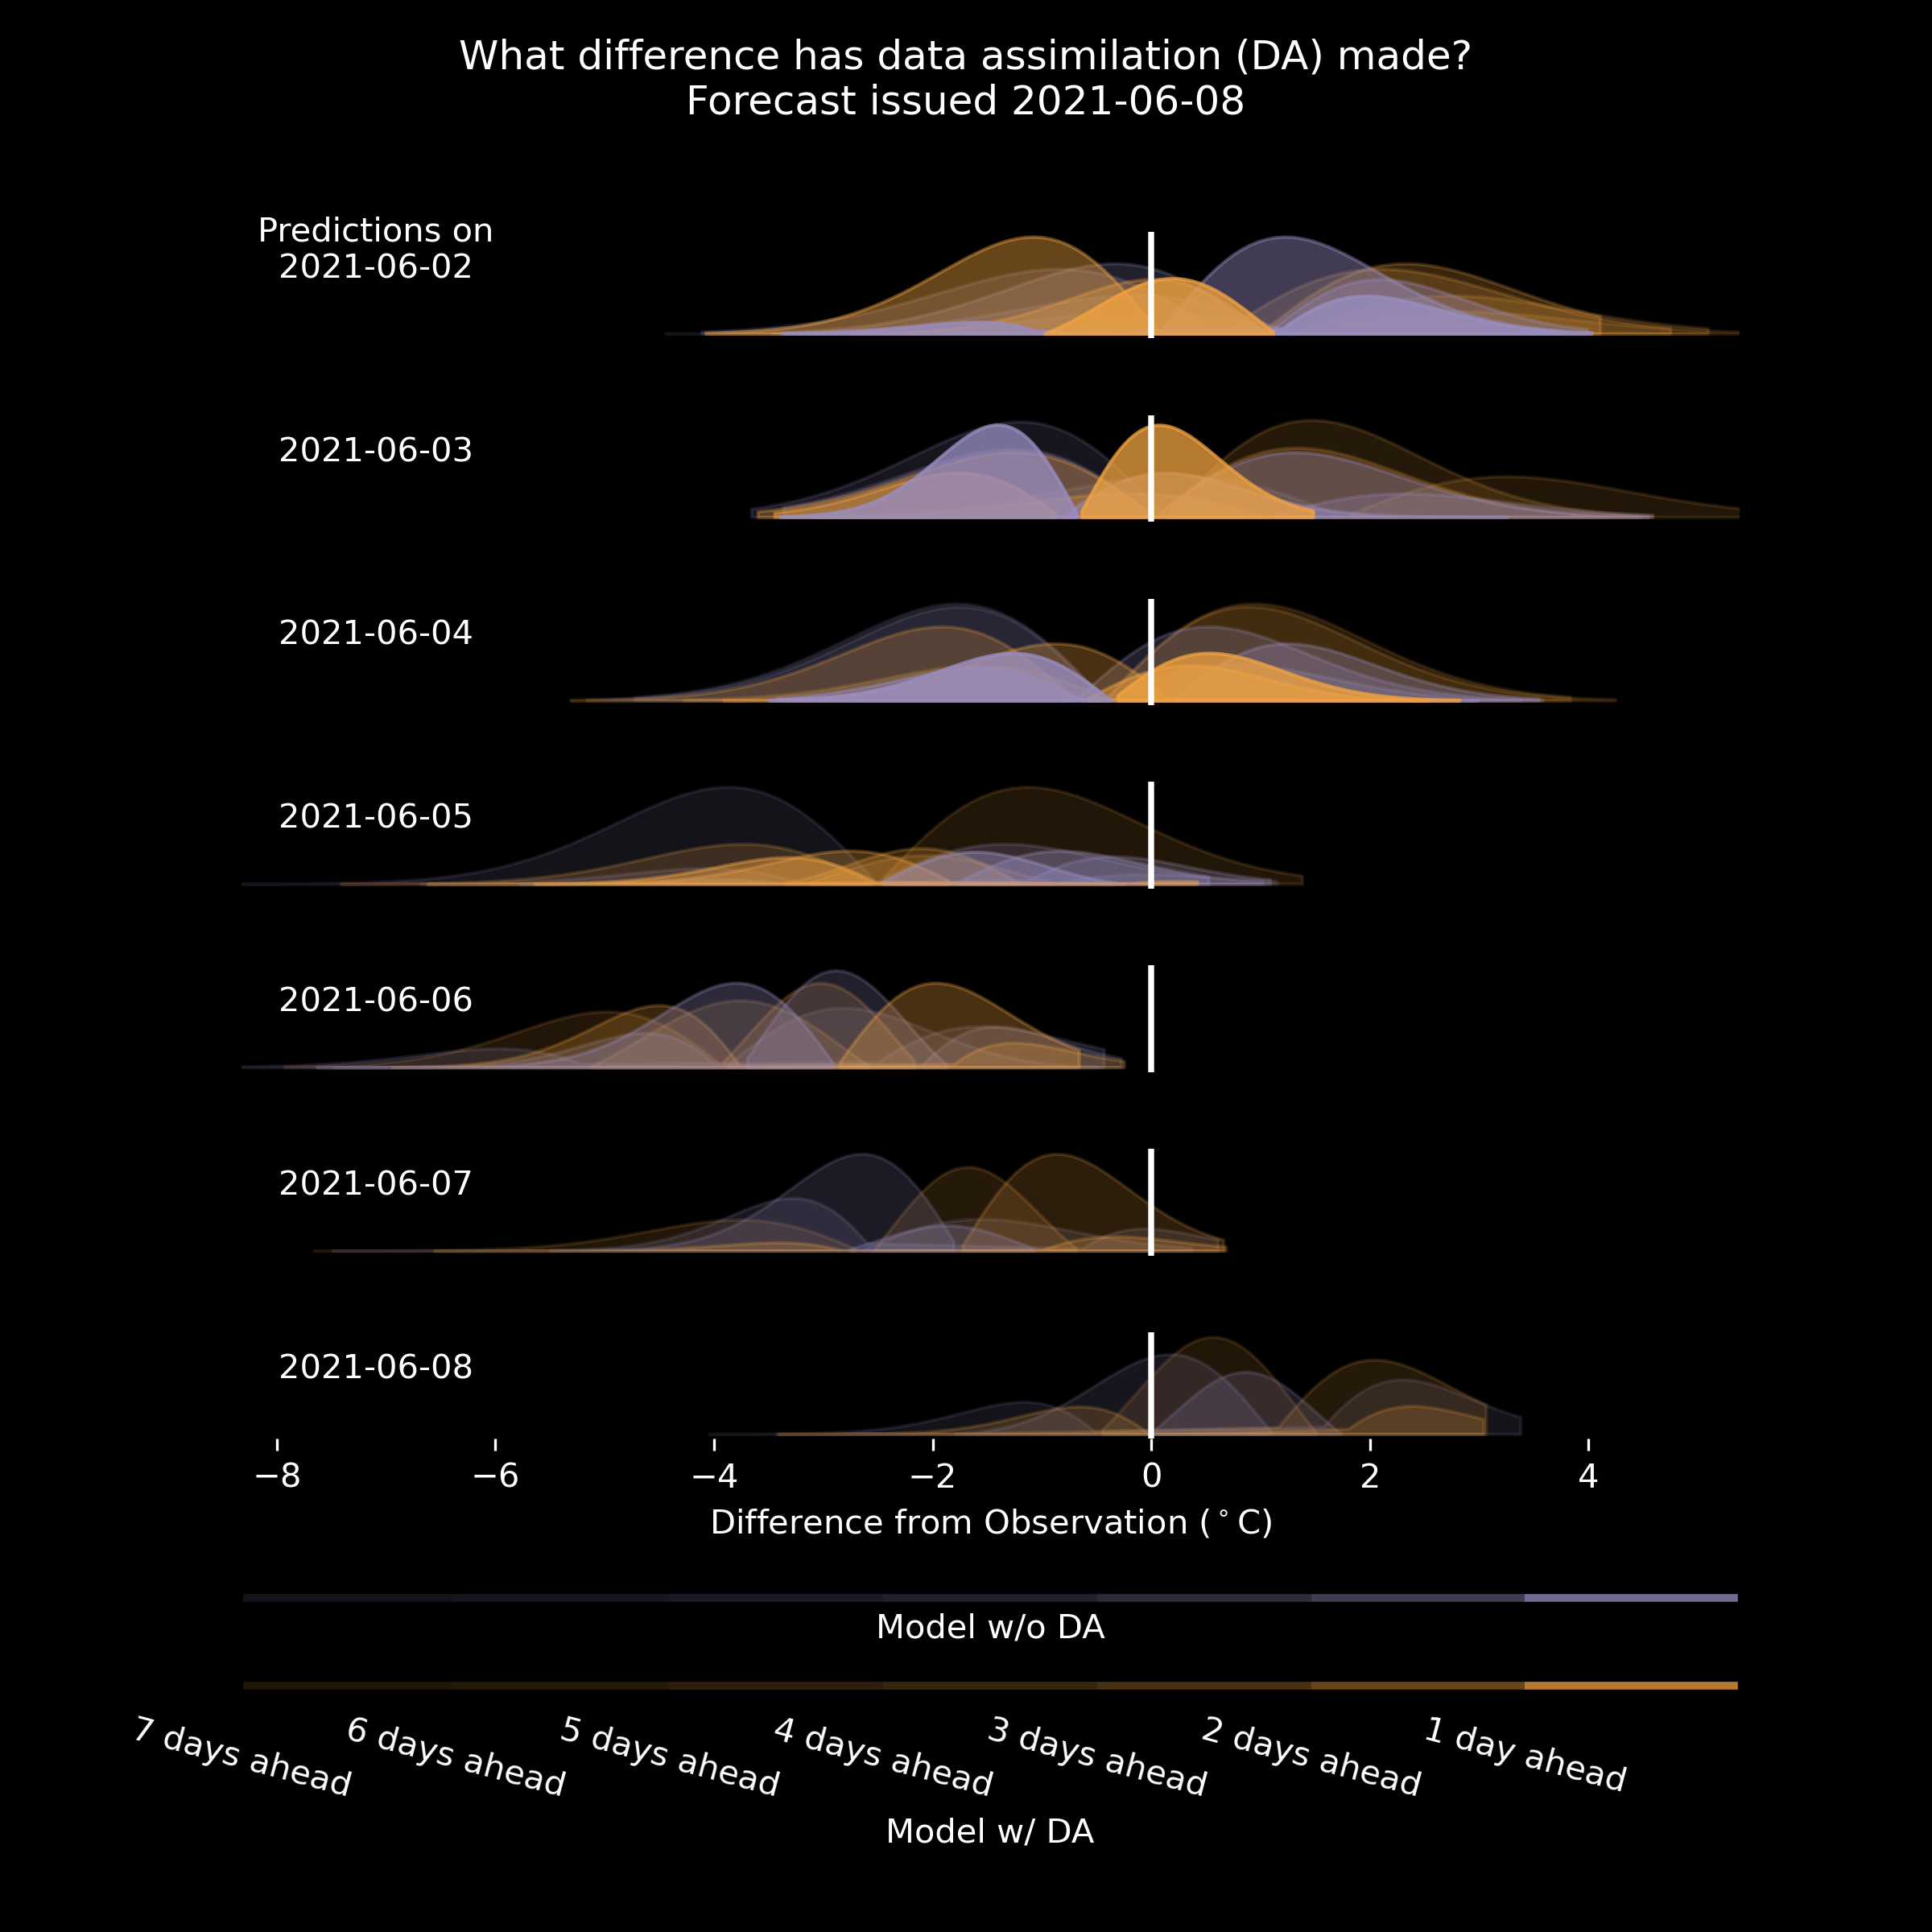 What difference has data assimilation (DA) made?
Forecast issued 2021-06-08
Predictions on
2021-06-02
2021-06-03
2021-06-04
2021-06-05
2021-06-06
2021-06-07
2021-06-08
−8 −6 −4 −2 0 2 4
Difference from Observation (°C)
Model w/o DA
7 days ahead 6 days ahead 5 days ahead 4 days ahead 3 days ahead 2 days ahead 1 day ahead
Model w/ DA